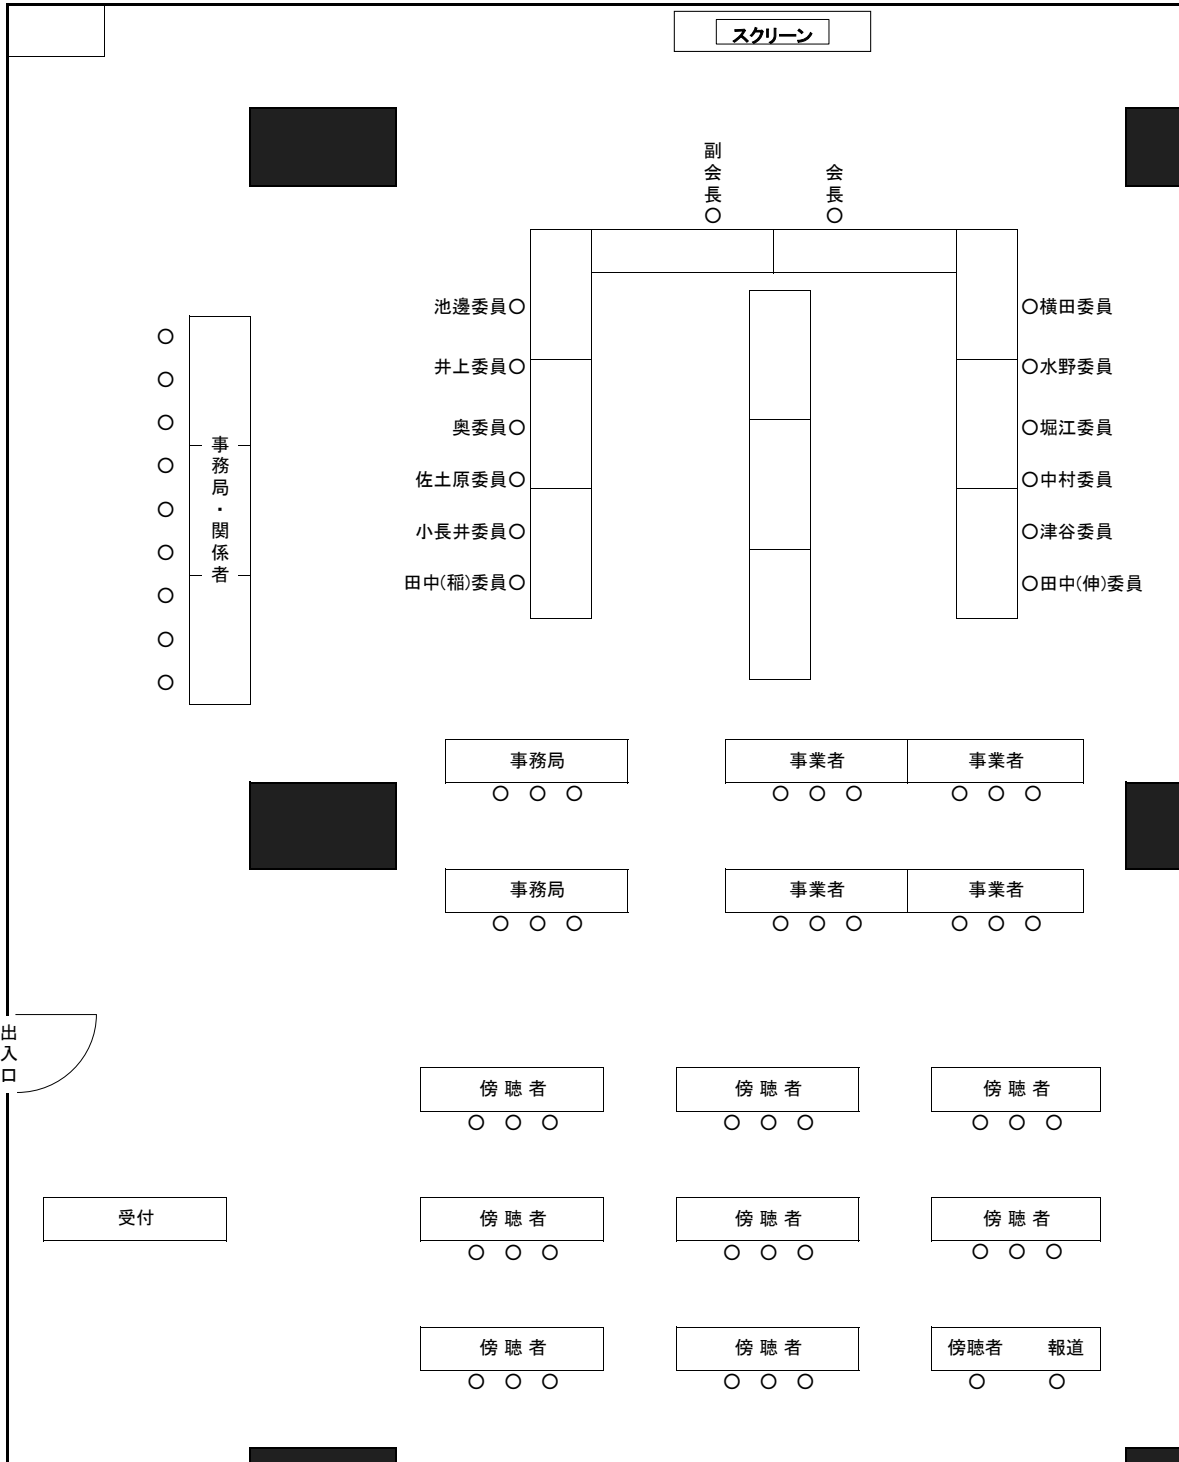 スクリーン
副会長○
会長○
池邊委員○
○横田委員
井上委員○
○水野委員
奥委員○
○堀江委員
佐土原委員○
○中村委員
小長井委員○
○津谷委員
田中(稲)委員○
○田中(伸)委員
事務局・関係者
事務局
事業者
事業者
○ ○ ○
○ ○ ○
○ ○ ○
事務局
事業者
事業者
○ ○ ○
○ ○ ○
○ ○ ○
出入口
傍聴者
傍聴者
傍聴者
○ ○ ○
○ ○ ○
○ ○ ○
受付
傍聴者
傍聴者
傍聴者
○ ○ ○
○ ○ ○
○ ○ ○
傍聴者
傍聴者
傍聴者 報道
○ ○ ○
○ ○ ○
○ ○